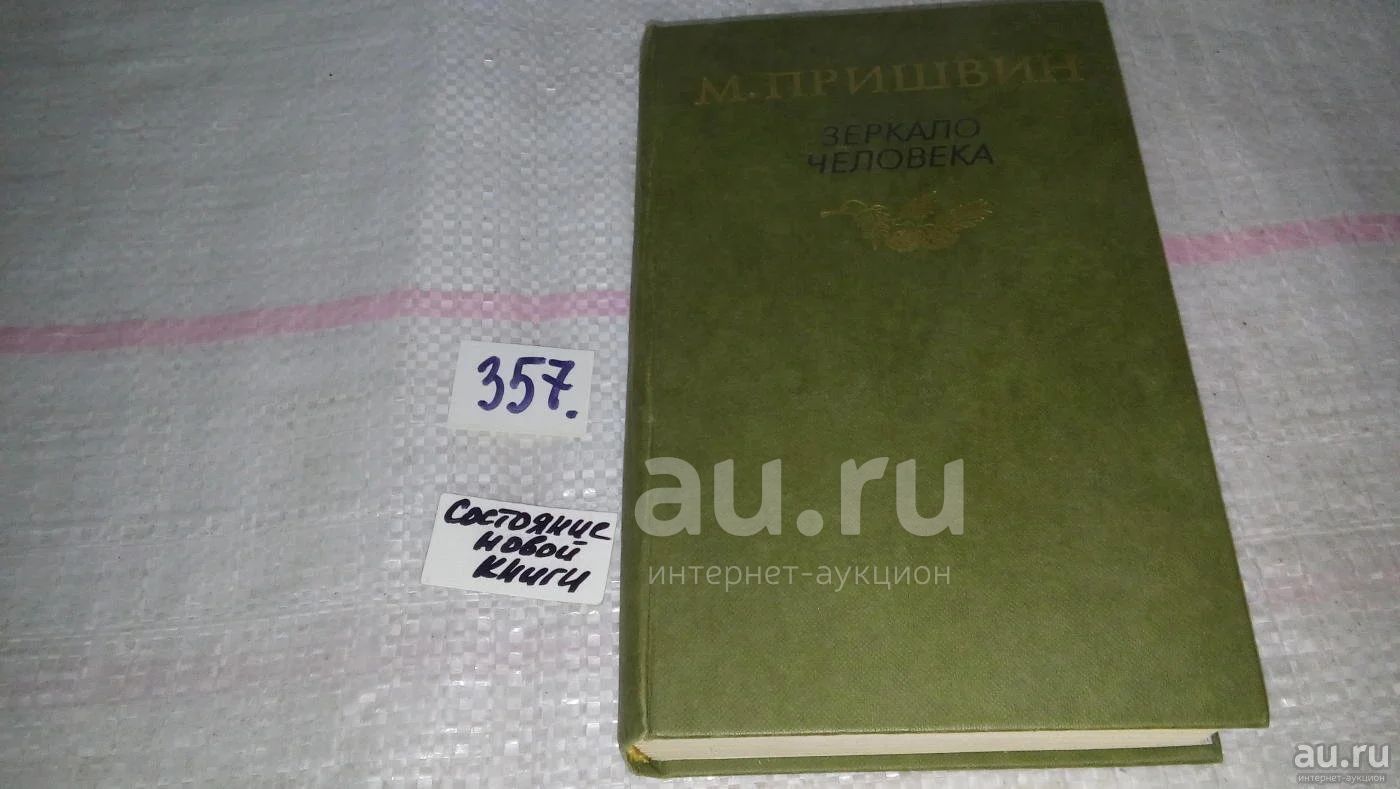 М. ПРИШВИН
ЗЕРКАЛО
ЧЕЛОВЕКА
357.
Состояние
новой
книги
au.ru
интернет-аукцион
au.ru
интернет-аукцион